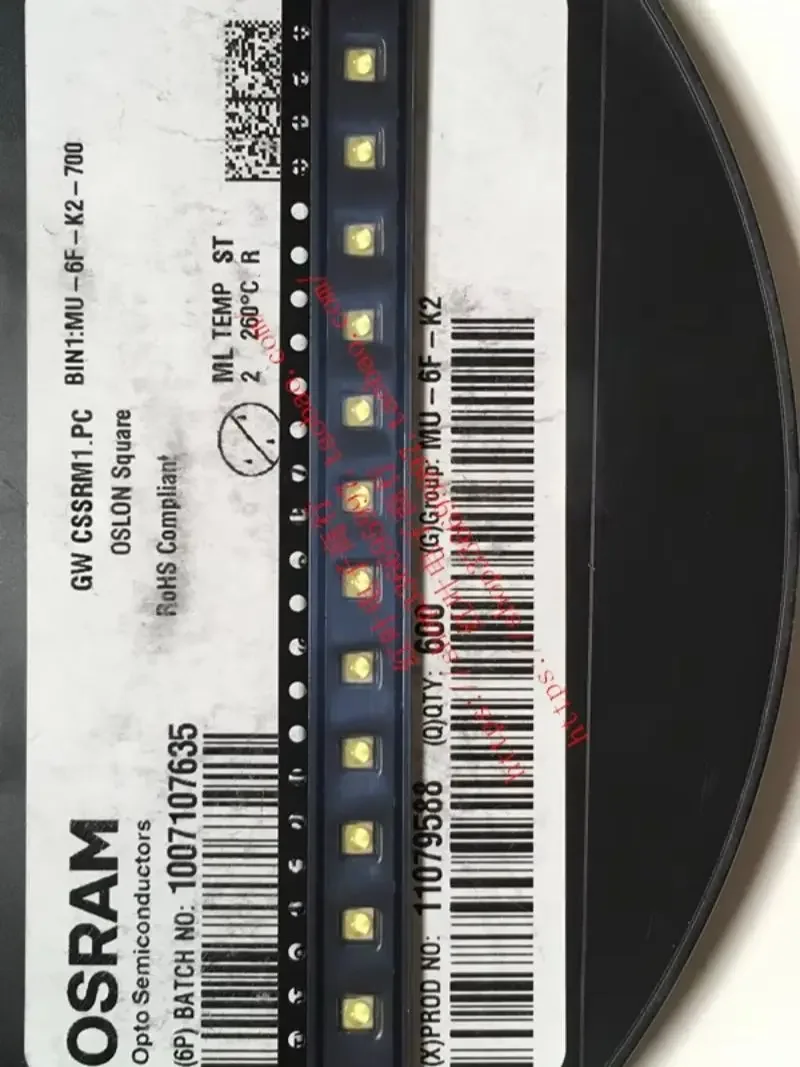 OSRAM
Opto Semiconductors
(6P) BATCH NO: 1007107635
GW CSSRM1.PC BIN1:MU-6F-K2-700
OSLON Square
RoHS Compliant
ML TEMP ST
2 260°C R
(X)PROD NO: 11079588 (Q)QTY: 600 (G)Group: MU-6F-K2